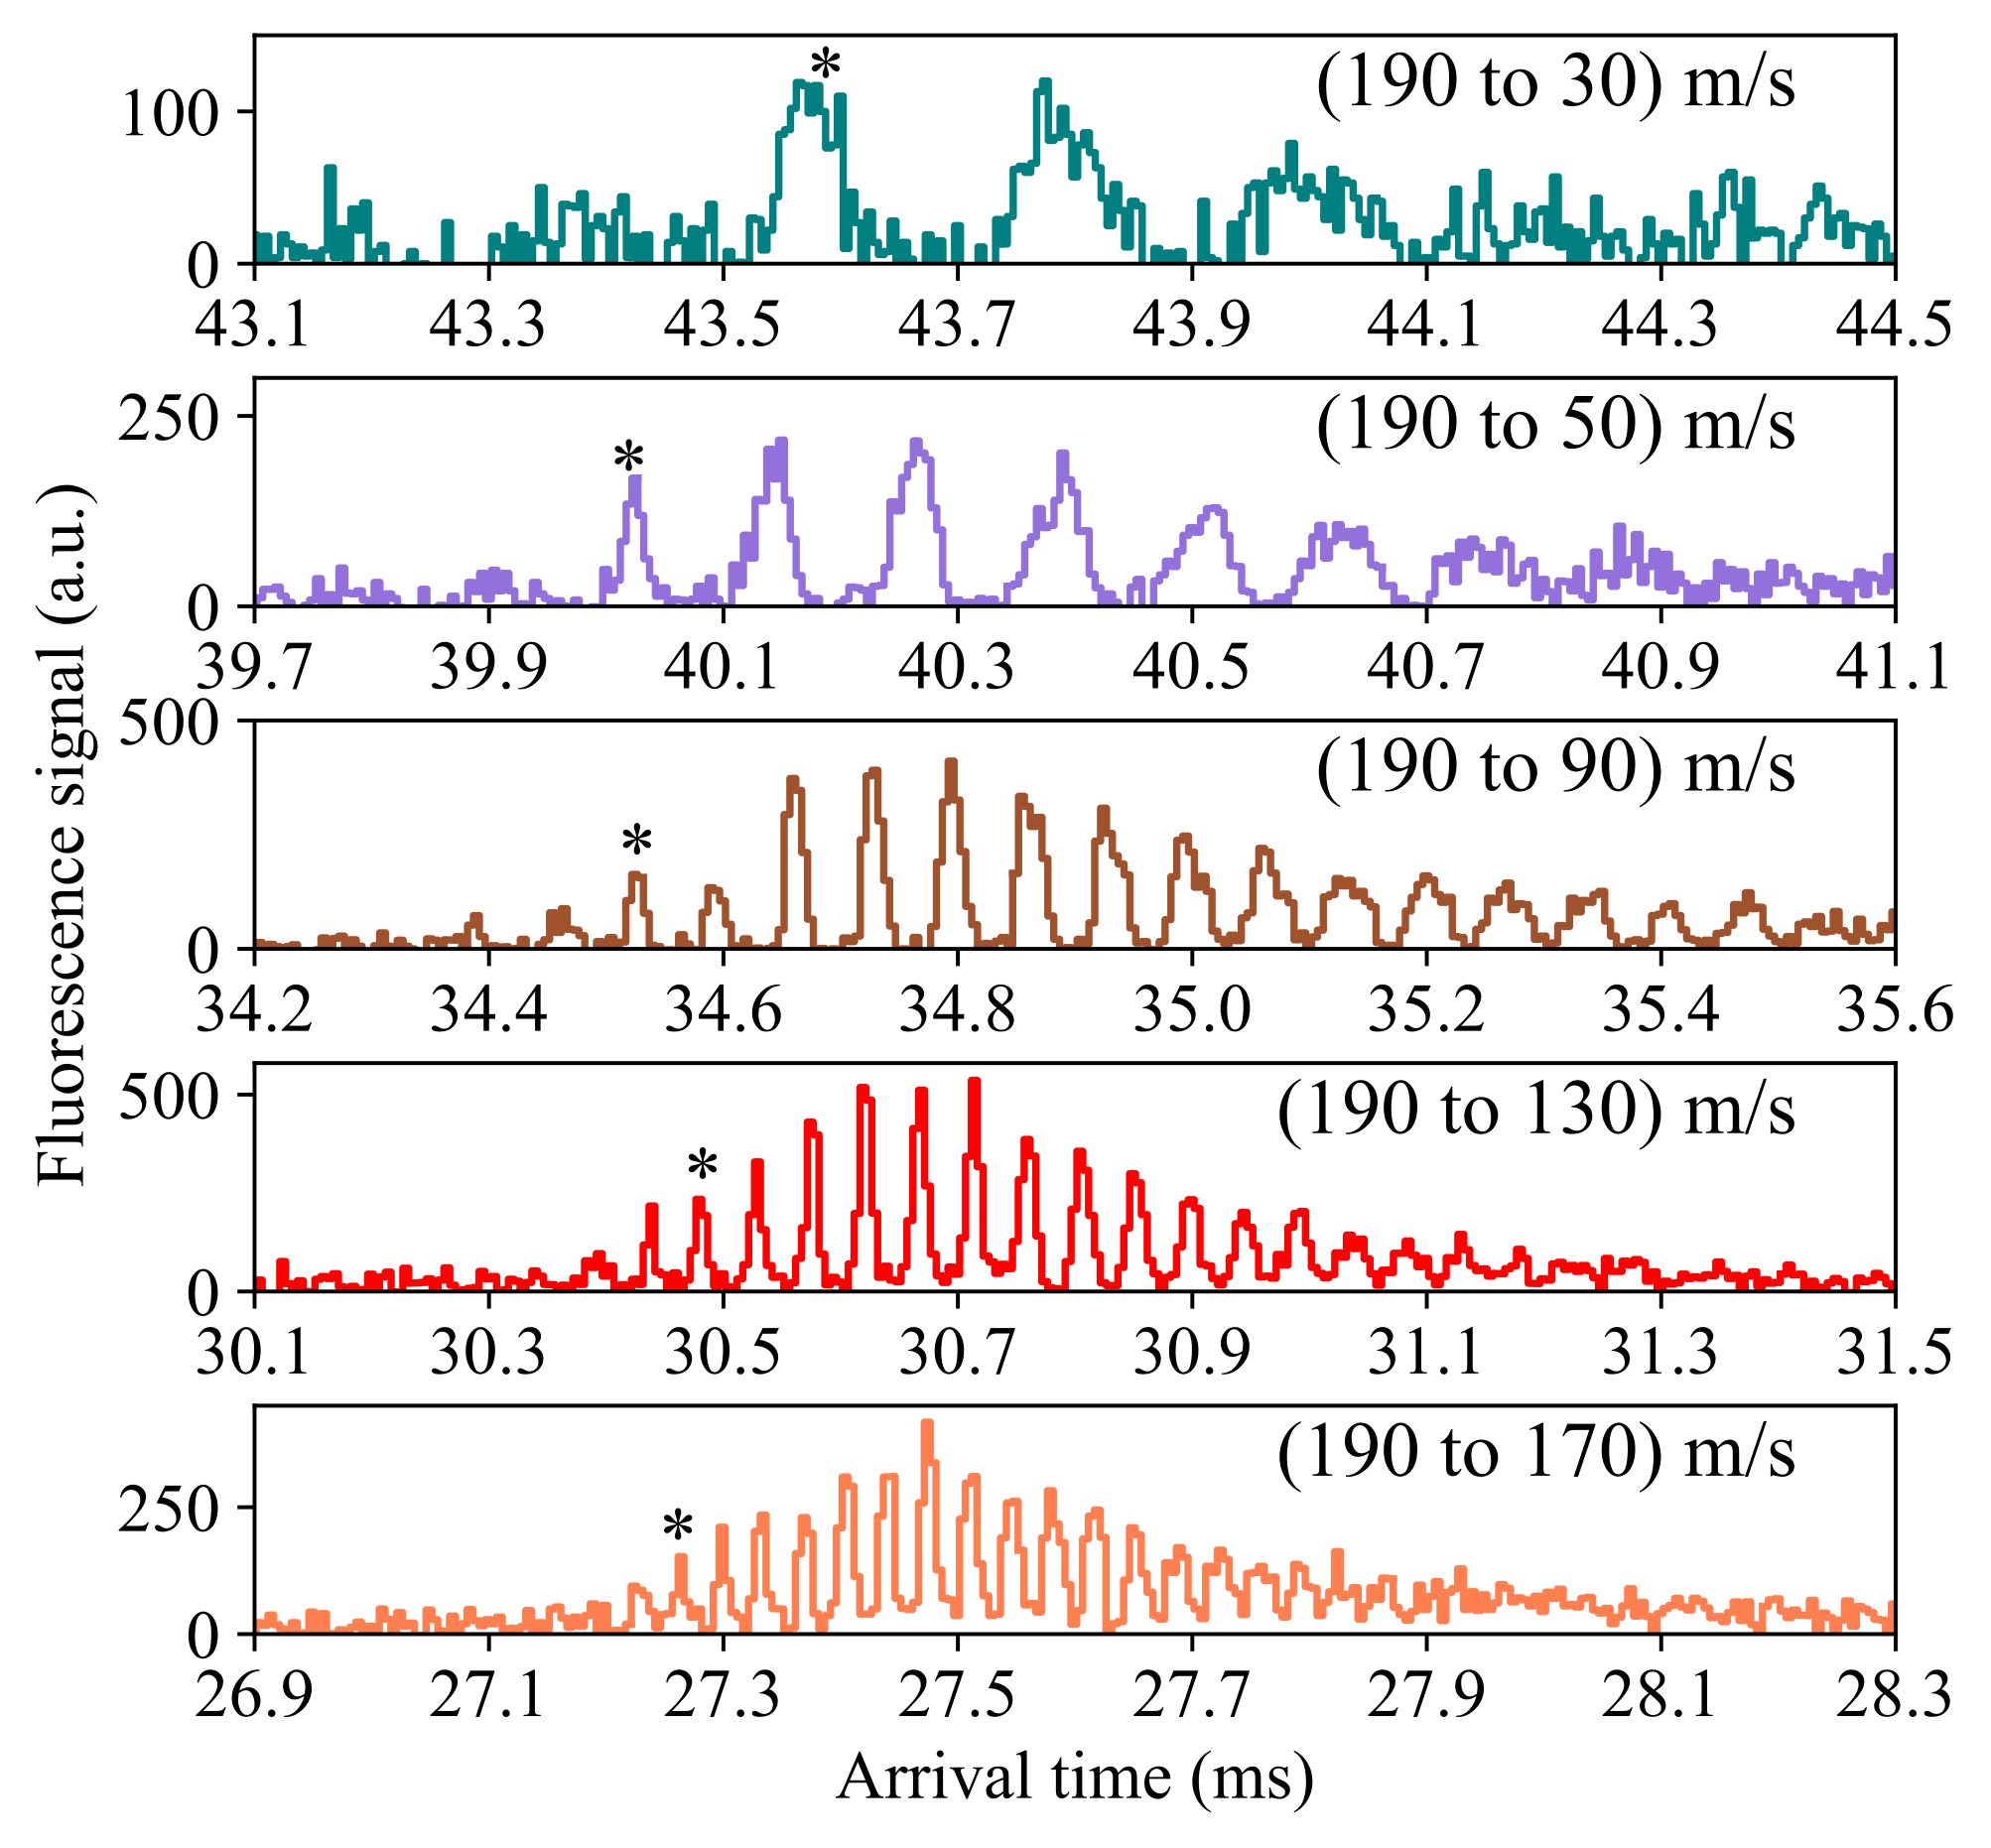 Fluorescence signal (a.u.)
*
(190 to 30) m/s
100
0
43.1 43.3 43.5 43.7 43.9 44.1 44.3 44.5
(190 to 50) m/s
250
*
0
39.7 39.9 40.1 40.3 40.5 40.7 40.9 41.1
500
(190 to 90) m/s
*
0
34.2 34.4 34.6 34.8 35.0 35.2 35.4 35.6
500
(190 to 130) m/s
*
0
30.1 30.3 30.5 30.7 30.9 31.1 31.3 31.5
(190 to 170) m/s
250
*
0
26.9 27.1 27.3 27.5 27.7 27.9 28.1 28.3
Arrival time (ms)